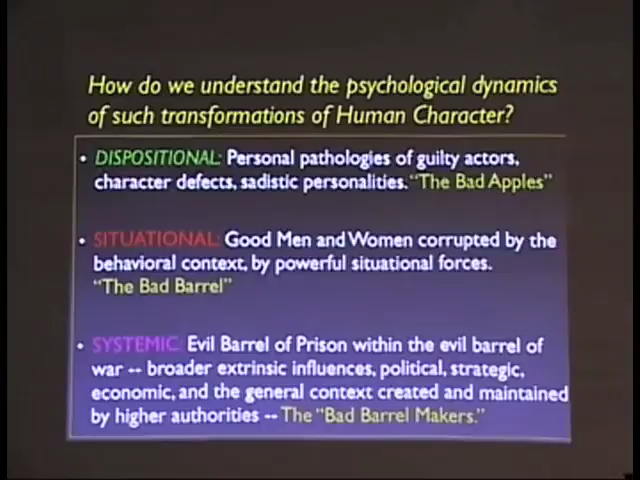 How do we understand the psychological dynamics
of such transformations of Human Character?
• DISPOSITIONAL: Personal pathologies of guilty actors,
character defects, sadistic personalities. "The Bad Apples"
• SITUATIONAL: Good Men and Women corrupted by the
behavioral context, by powerful situational forces.
"The Bad Barrel"
• SYSTEMIC: Evil Barrel of Prison within the evil barrel of
war -- broader extrinsic influences, political, strategic,
economic, and the general context created and maintained
by higher authorities -- The "Bad Barrel Makers."